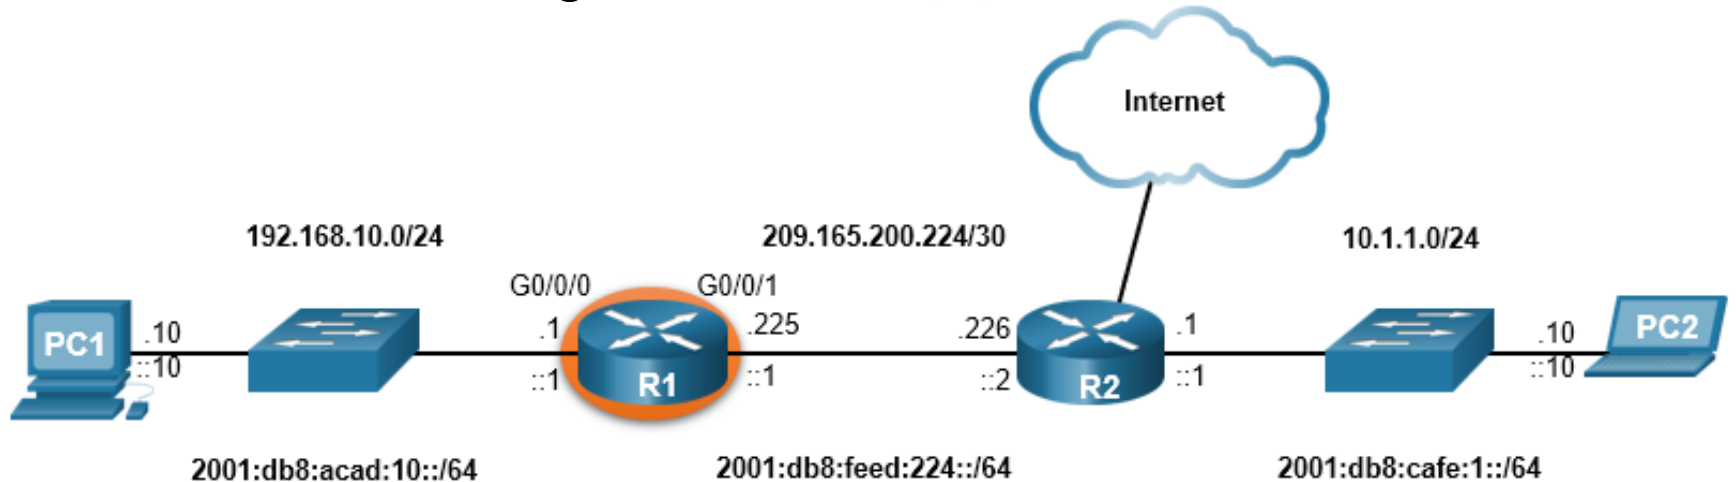 Internet
192.168.10.0/24
209.165.200.224/30
10.1.1.0/24
G0/0/0
G0/0/1
PC1
.10
::10
.1
::1
R1
.225
::1
.226
::2
R2
.1
::1
.10
::10
PC2
2001:db8:acad:10::/64
2001:db8:feed:224::/64
2001:db8:cafe:1::/64